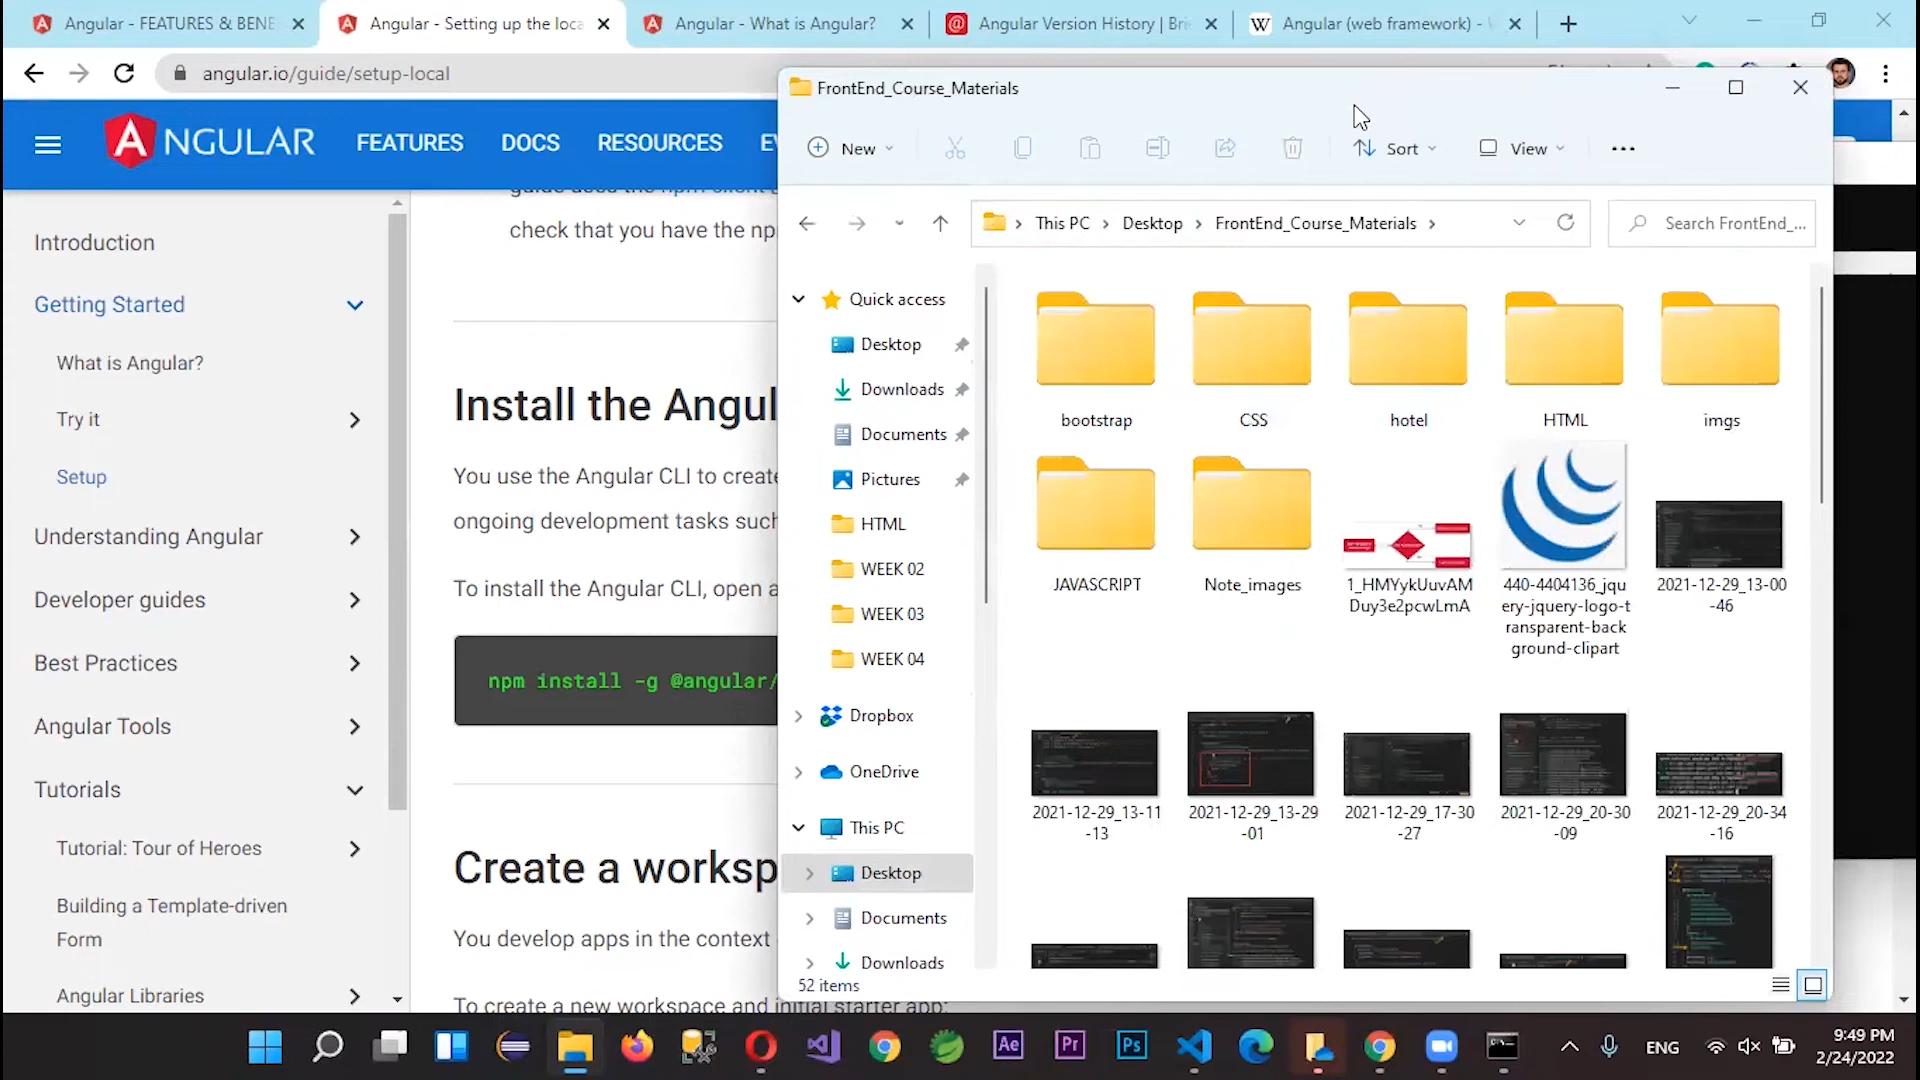 Angular - FEATURES & BENE
Angular - Setting up the loca
Angular - What is Angular?
Angular Version History | Bri
Angular (web framework) -
angular.io/guide/setup-local
ANGULAR
FEATURES
DOCS
RESOURCES
Introduction
Getting Started
What is Angular?
Try it
Setup
Understanding Angular
Developer guides
Best Practices
Angular Tools
Tutorials
Tutorial: Tour of Heroes
Building a Template-driven
Form
Angular Libraries
check that you have the np
Install the Angul
You use the Angular CLI to create
ongoing development tasks such
To install the Angular CLI, open a
npm install -g @angular/
Create a worksp
You develop apps in the context
To create a new workspace and initial starter app:
FrontEnd_Course_Materials
New
Sort
View
This PC
Desktop
FrontEnd_Course_Materials
Search FrontEnd_...
Quick access
Desktop
Downloads
Documents
Pictures
HTML
WEEK 02
WEEK 03
WEEK 04
Dropbox
OneDrive
This PC
Desktop
Documents
Downloads
bootstrap
CSS
hotel
HTML
imgs
JAVASCRIPT
Note_images
1_HMYykUuvAM
Duy3e2pcwLmA
440-4404136_jqu
ery-jquery-logo-t
ransparent-back
ground-clipart
2021-12-29_13-00
-46
2021-12-29_13-11
-13
2021-12-29_13-29
-01
2021-12-29_17-30
-27
2021-12-29_20-30
-09
2021-12-29_20-34
-16
52 items
Ae
Pr
Ps
ENG
9:49 PM
2/24/2022